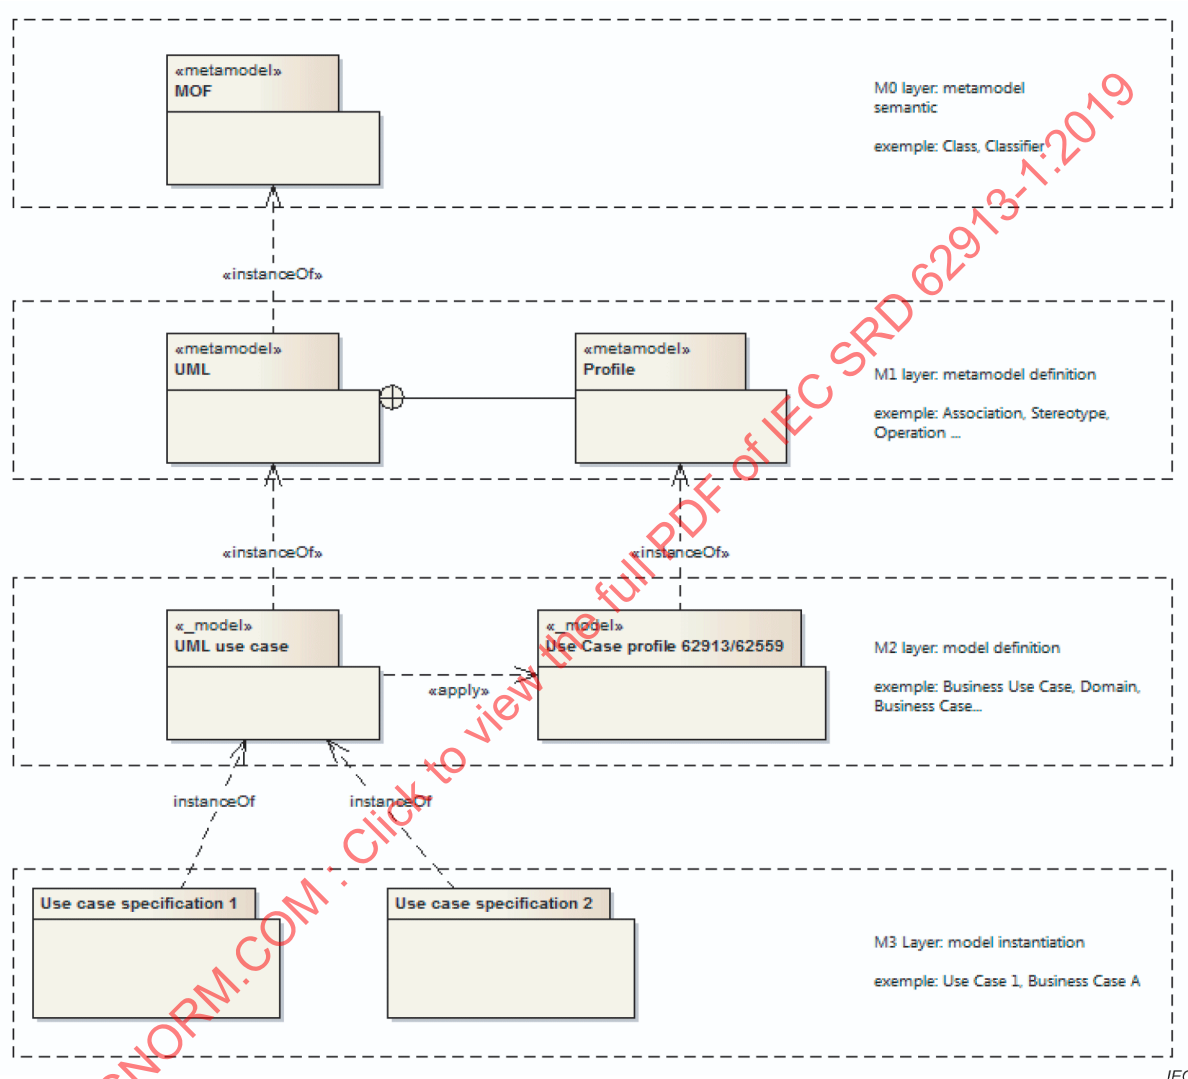 «metamodel»
MOF
M0 layer: metamodel
semantic
exemple: Class, Classifier
«instanceOf»
«metamodel»
UML
«metamodel»
Profile
M1 layer: metamodel definition
exemple: Association, Stereotype,
Operation ...
«instanceOf»
«instanceOf»
«_model»
UML use case
«_model»
Use Case profile 62913/62559
«apply»
M2 layer: model definition
exemple: Business Use Case, Domain,
Business Case...
instanceOf
instanceOf
Use case specification 1
Use case specification 2
M3 Layer: model instantiation
exemple: Use Case 1, Business Case A
CNORM.COM : Click to view the full PDF of IEC SRD 62913-1:2019
IEC